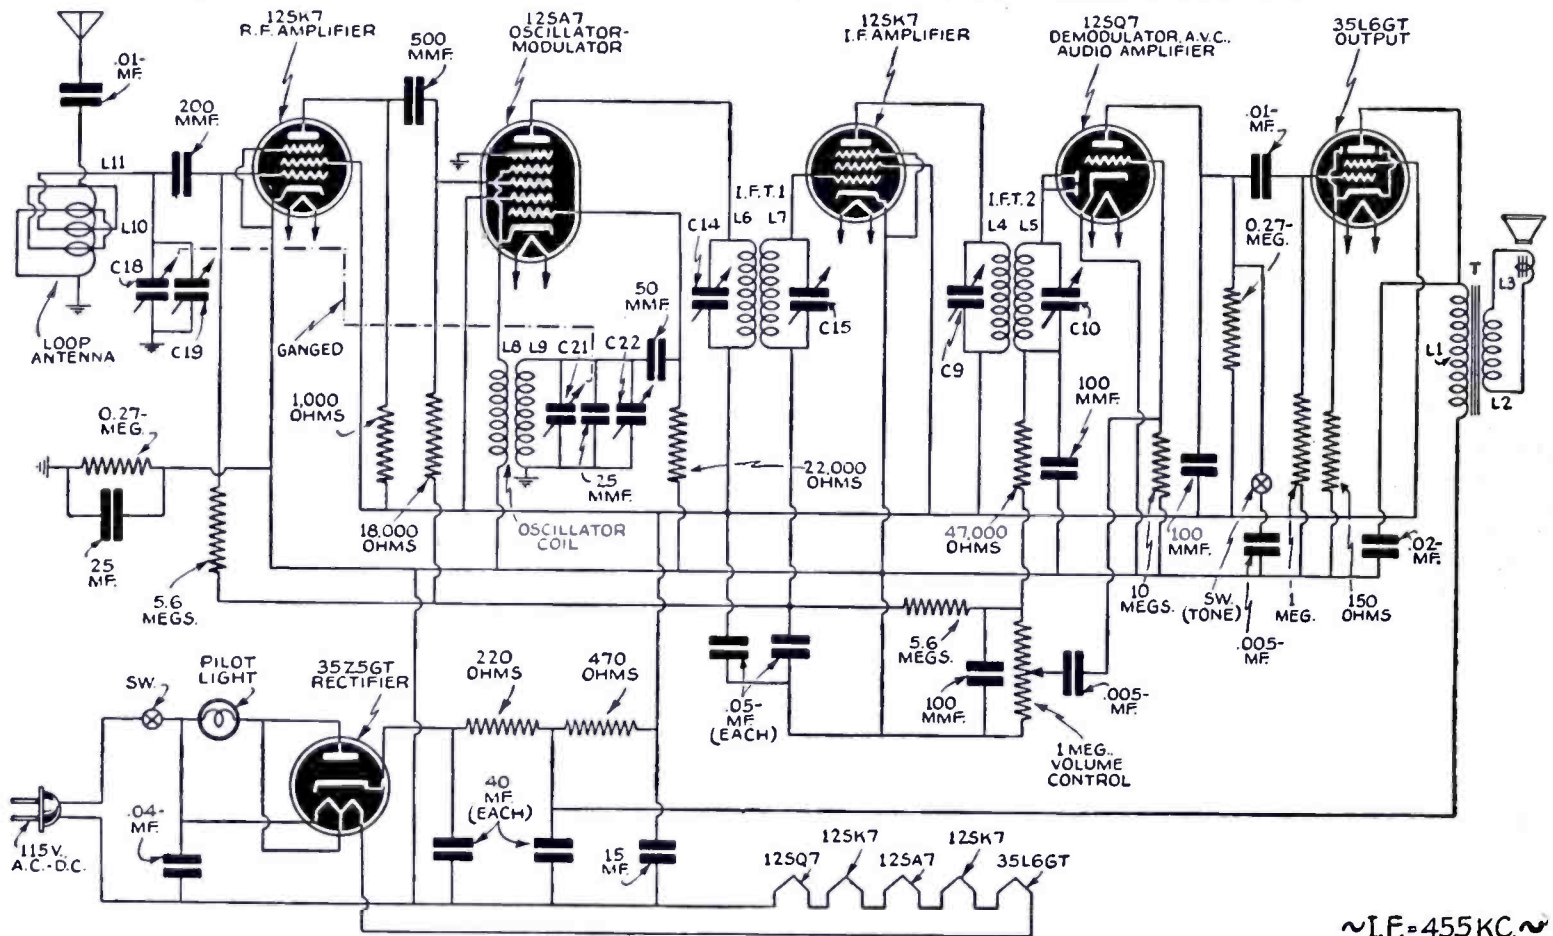 12SK7
R.F. AMPLIFIER
12SA7
OSCILLATOR-
MODULATOR
12SK7
I.F. AMPLIFIER
12SQ7
DEMODULATOR, A.V.C.,
AUDIO AMPLIFIER
35L6GT
OUTPUT
.01-
MF.
200
MMF.
500
MMF.
.01-
MF.
L11
L10
C18
C19
LOOP
ANTENNA
GANGED
I.F.T.1
L6 L7
C14
C15
I.F.T.2
L4 L5
C9
C10
0.27-
MEG.
T
L3
L1
L2
50
MMF.
L8 L9
C21
C22
1,000
OHMS
25
MMF.
100
MMF.
0.27-
MEG.
25
MF.
5.6
MEGS.
18,000
OHMS
OSCILLATOR
COIL
22,000
OHMS
47,000
OHMS
10
MEGS.
100
MMF.
SW.
(TONE)
.005-
MF.
1
MEG.
150
OHMS
.02-
MF.
5.6
MEGS.
100
MMF.
.005-
MF.
.05-
MF.
(EACH)
1 MEG.
VOLUME
CONTROL
SW.
PILOT
LIGHT
35Z5GT
RECTIFIER
220
OHMS
470
OHMS
115 V.,
A.C.-D.C.
.04-
MF.
40
MF.
(EACH)
15
MF.
12SQ7
12SK7
12SA7
12SK7
35L6GT
~I.F.=455 KC.~